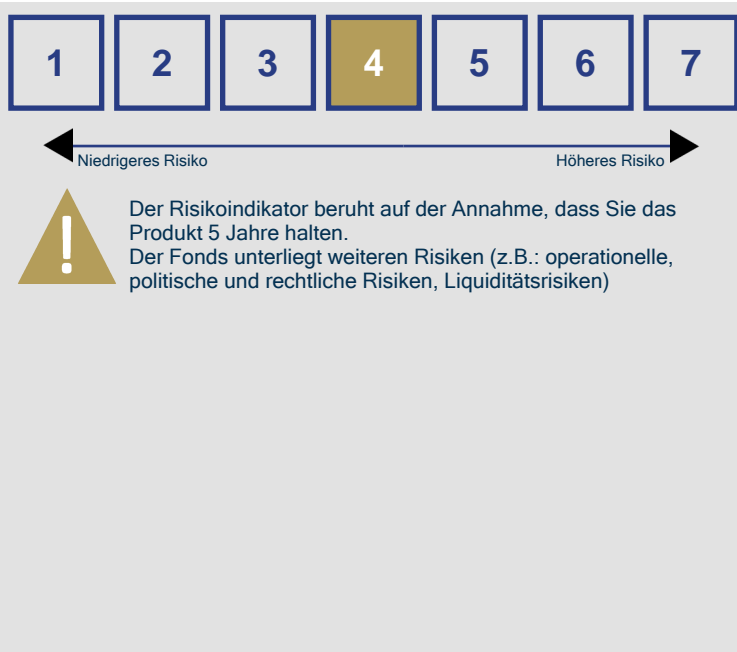 1 2 3 4 5 6 7
Niedrigeres Risiko Höheres Risiko
!
Der Risikoindikator beruht auf der Annahme, dass Sie das
Produkt 5 Jahre halten.
Der Fonds unterliegt weiteren Risiken (z.B.: operationelle,
politische und rechtliche Risiken, Liquiditätsrisiken)